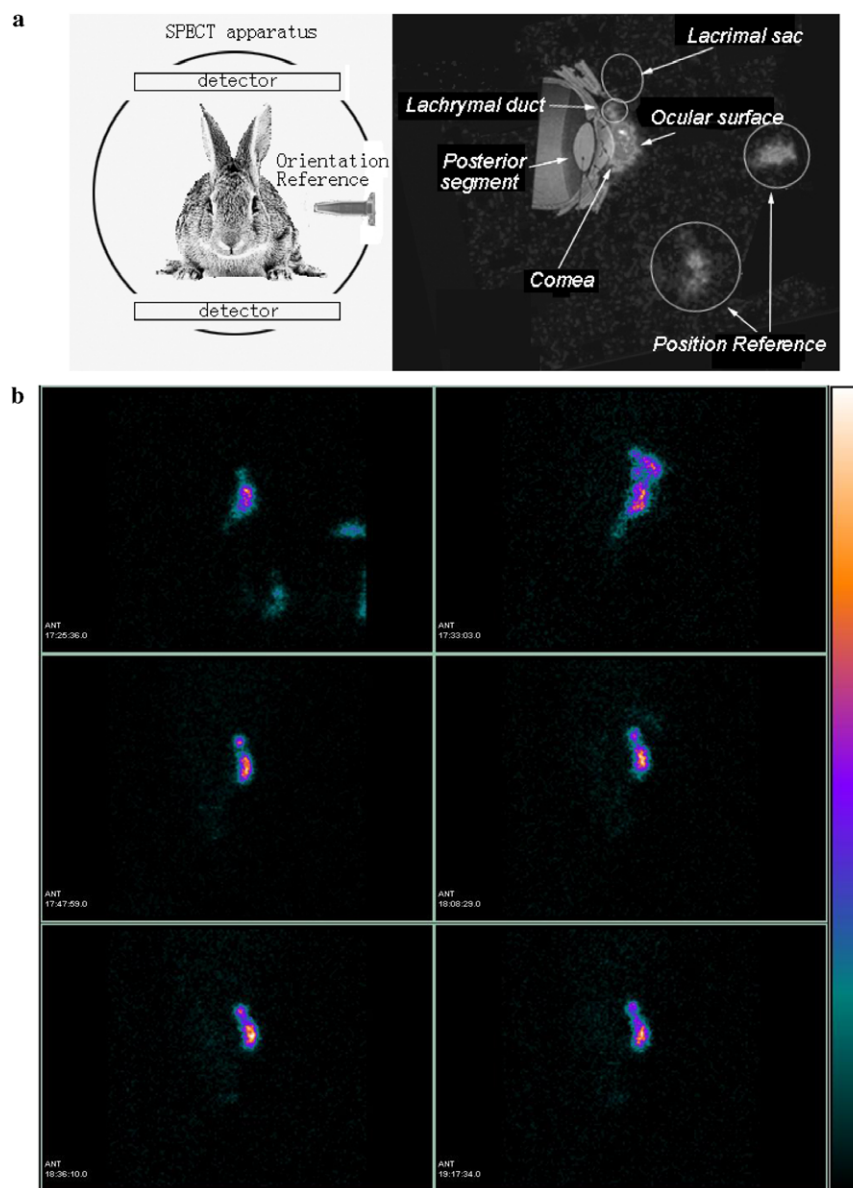 a
SPECT apparatus
detector
Orientation
Reference
detector
Lacrimal sac
Lachrymal duct
Ocular surface
Posterior
segment
Comea
Position Reference
b
ANT
17:25:36.0
ANT
17:33:03.0
ANT
17:47:59.0
ANT
18:08:29.0
ANT
18:36:10.0
ANT
19:17:34.0